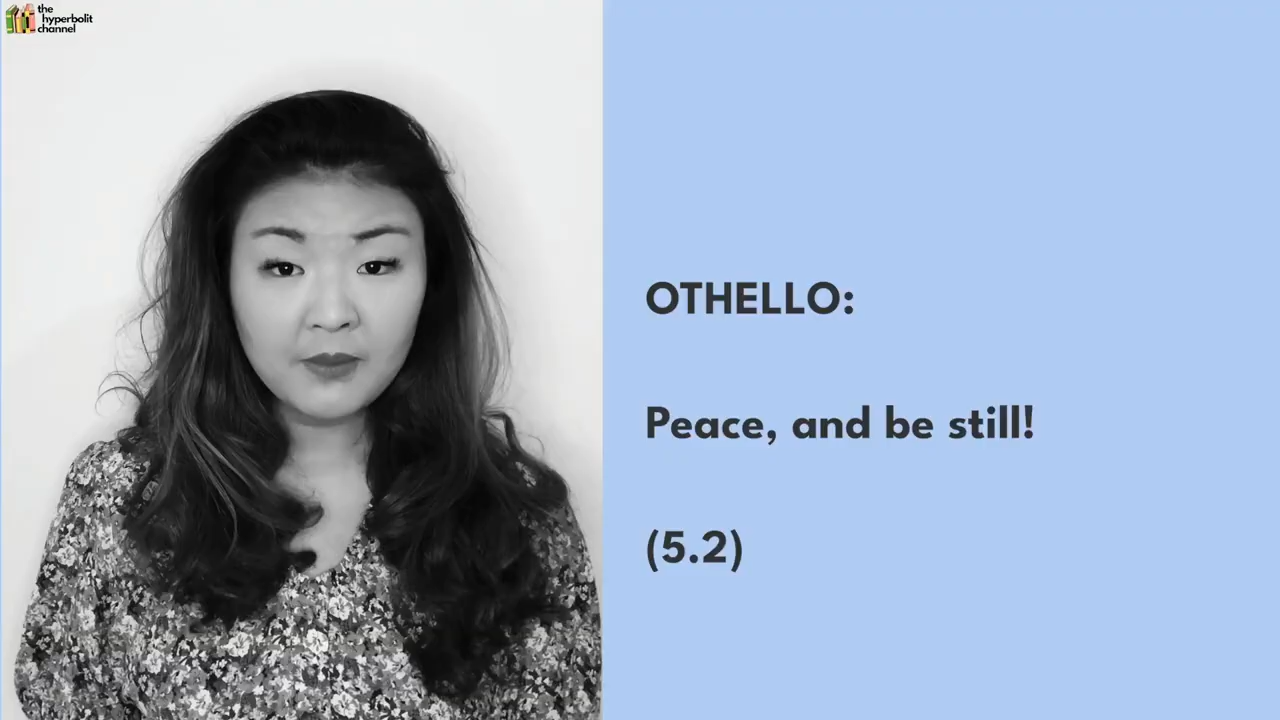 the
hyperbolit
channel
OTHELLO:
Peace, and be still!
(5.2)